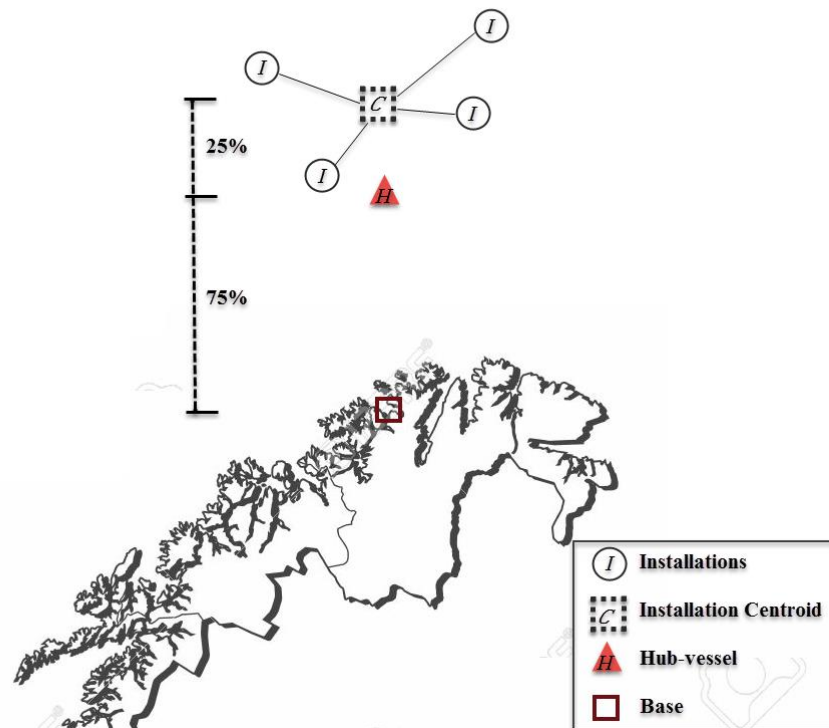 I
I
C
I
25%
I
H
75%
I Installations
C Installation Centroid
H Hub-vessel
Base